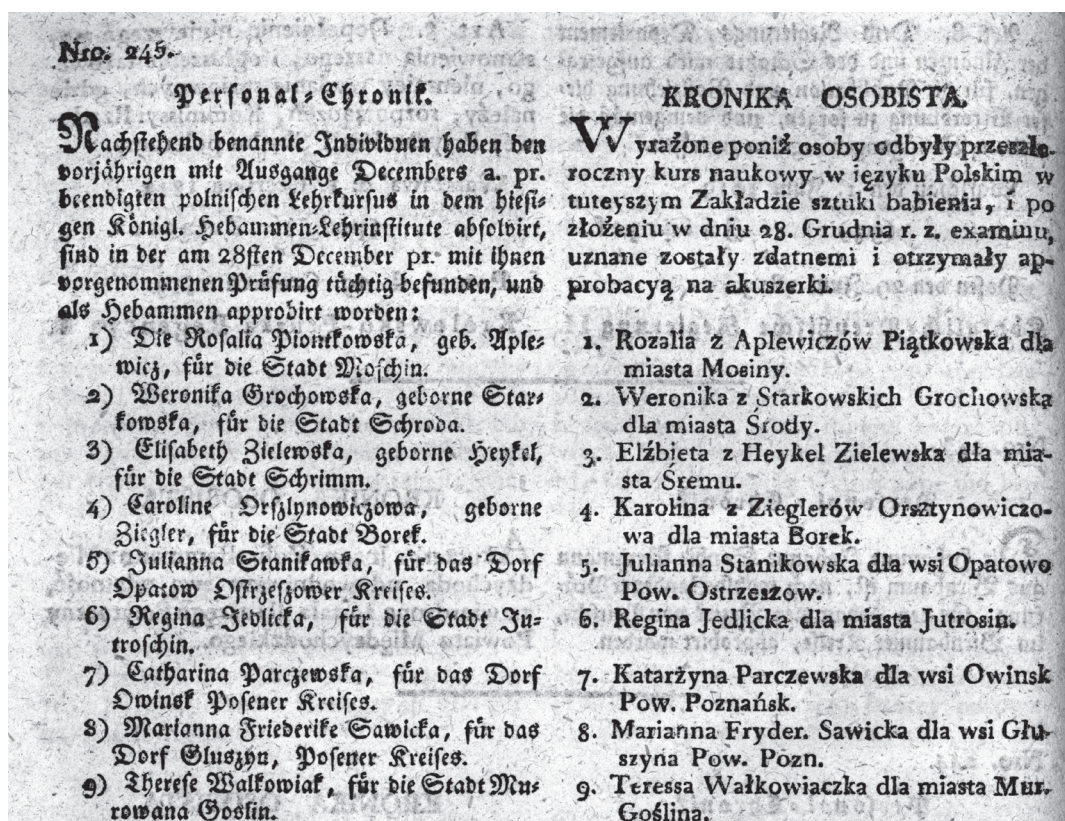 Nro. 245.
Personal-Chronik.
Nachstehend benannte Individuen haben den
vorjährigen mit Ausgange Decembers a. pr.
beendigten polnischen Lehrkursus in dem hiesi-
gen Königl. Hebammen-Lehrinstitute absolvirt,
sind in der am 28sten December pr. mit ihnen
vorgenommenen Prüfung tüchtig befunden, und
als Hebammen approbirt worden:
1) Die Rosalia Piontkowska, geb. Aple-
wicz, für die Stadt Moschin.
2) Weronika Grochowska, geborne Star-
kowska, für die Stadt Schroda.
3) Elisabeth Zielewska, geborne Heykel,
für die Stadt Schrimm.
4) Caroline Orszlynowiczowa, geborne
Ziegler, für die Stadt Borek.
5) Julianna Stanikawka, für das Dorf
Opatow Ostrzeszower Kreises.
6) Regina Jedlicka, für die Stadt Ju-
troschin.
7) Catharina Parczewska, für das Dorf
Owinsk Posener Kreises.
8) Marianna Friederike Sawicka, für das
Dorf Gluszyn, Posener Kreises.
9) Therese Walkowiak, für die Stadt Mu-
rowana Goslin.
KRONIKA OSOBISTA.
Wyrażone poniż osoby odbyły przeszło-
roczny kurs naukowy w ięzyku Polskim w
tuteyszym Zakładzie sztuki babienia, i po
złożeniu w dniu 28. Grudnia r. z. examinu,
uznane zostały zdatnemi i otrzymały ap-
probacyą na akuszerki.
1. Rozalia z Aplewiczów Piątkowska dla
miasta Mosiny.
2. Weronika z Starkowskich Grochowska
dla miasta Środy.
3. Elźbieta z Heykel Zielewska dla mia-
sta Śremu.
4. Karolina z Zieglerów Orsztynowiczo-
wa dla miasta Borek.
5. Julianna Stanikowska dla wsi Opatowo
Pow. Ostrzeszow.
6. Regina Jedlicka dla miasta Jutrosin.
7. Katarżyna Parczewska dla wsi Owinsk
Pow. Poznańsk.
8. Marianna Fryder. Sawicka dla wsi Głu-
szyna Pow. Pozn.
9. Teressa Wałkowiaczka dla miasta Mur.
Goślina.